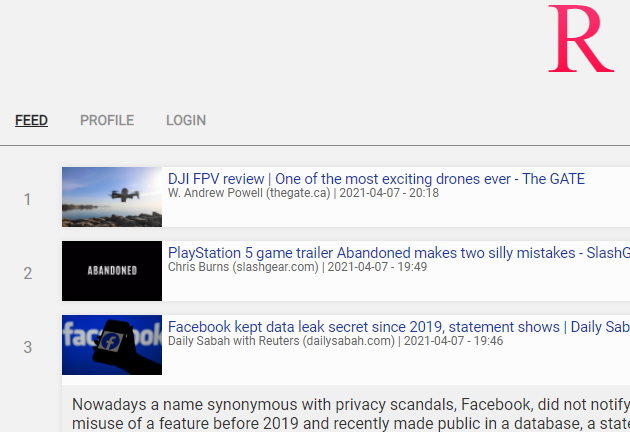 R
FEED PROFILE LOGIN
1
DJI FPV review | One of the most exciting drones ever - The GATE
W. Andrew Powell (thegate.ca) | 2021-04-07 - 20:18
2
ABANDONED
PlayStation 5 game trailer Abandoned makes two silly mistakes - SlashG
Chris Burns (slashgear.com) | 2021-04-07 - 19:49
3
facebook
Facebook kept data leak secret since 2019, statement shows | Daily Sab
Daily Sabah with Reuters (dailysabah.com) | 2021-04-07 - 19:46
Nowadays a name synonymous with privacy scandals, Facebook, did not notify
misuse of a feature before 2019 and recently made public in a database, a state